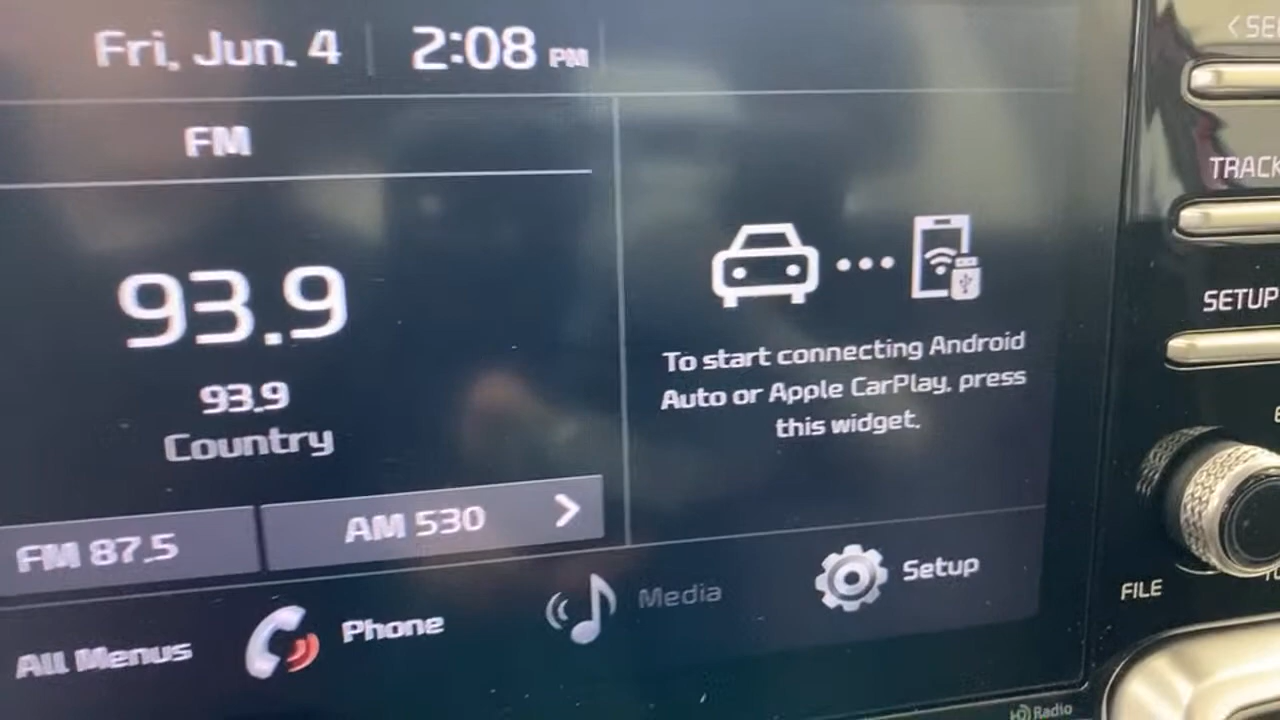 Fri, Jun. 4
2:08 PM
FM
93.9
93.9
Country
FM 87.5
AM 530
To start connecting Android
Auto or Apple CarPlay, press
this widget.
All Menus
Phone
Media
Setup
TRACK
SETUP
FILE
HD Radio